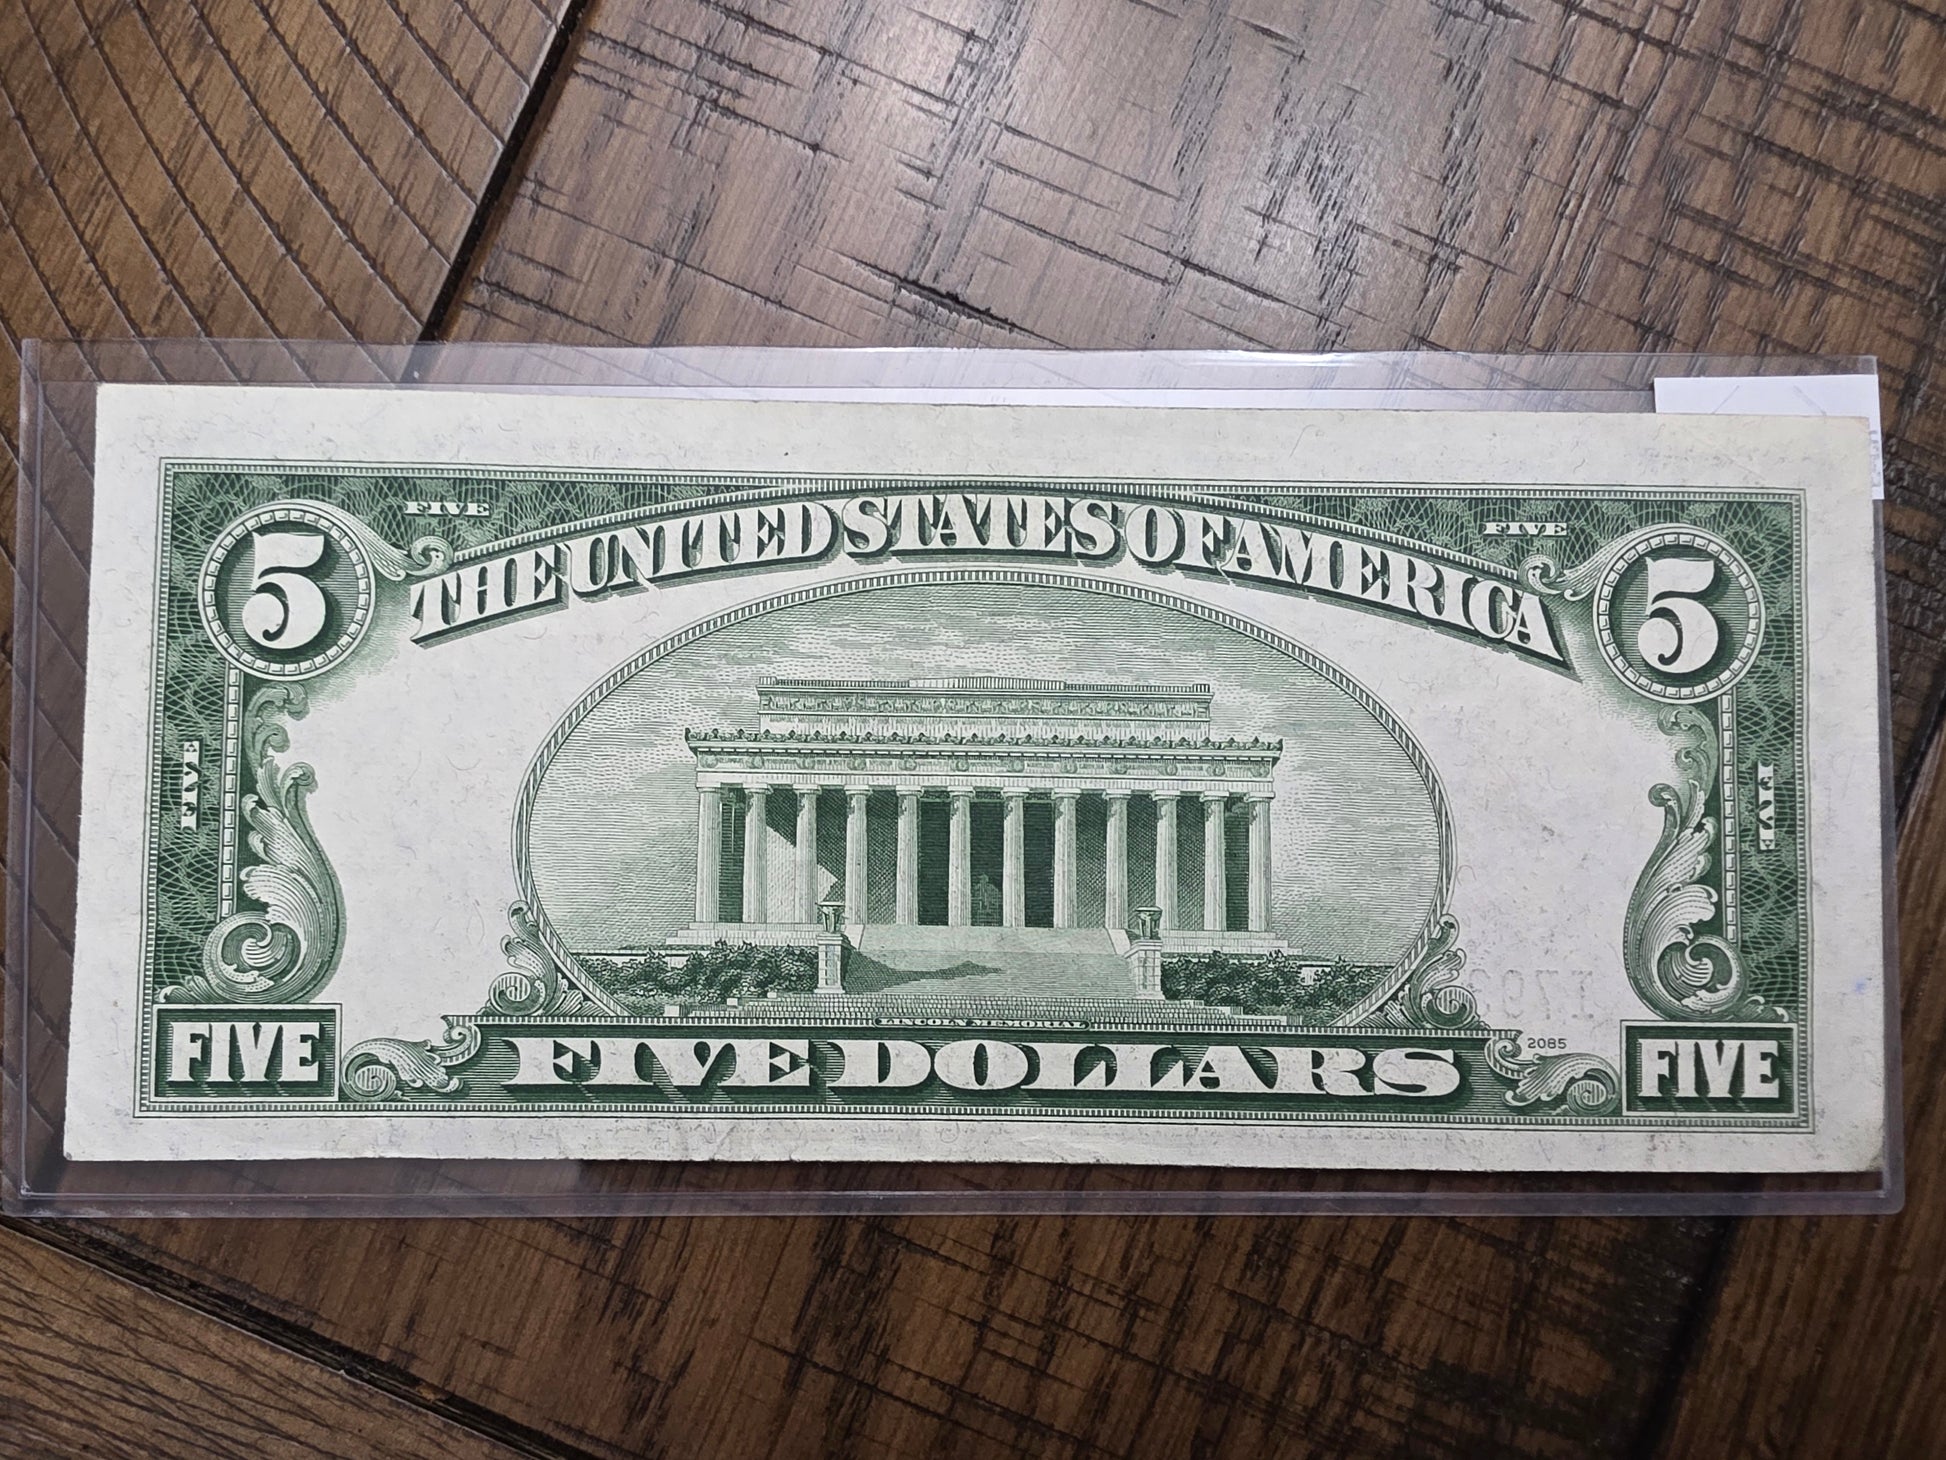 FIVE
FIVE
5
THE UNITED STATES OF AMERICA
5
FIVE
FIVE
LINCOLN MEMORIAL
2085
FIVE
FIVE DOLLARS
FIVE